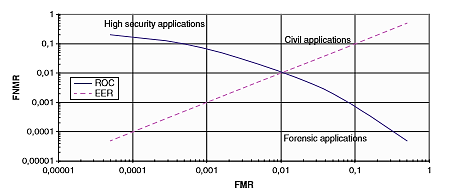 High security applications
1
0,1
Civil applications
0,01
FNMR
ROC
EER
0,001
0,0001
Forensic applications
0,00001
0,00001 0,0001 0,001 0,01 0,1 1
FMR